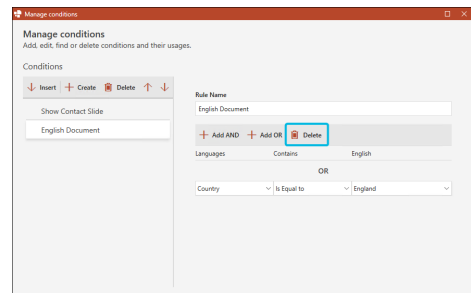 Manage conditions
Manage conditions
Add, edit, find or delete conditions and their usages.
Conditions
Insert Create Delete
Show Contact Slide
English Document
Rule Name
English Document
Add AND Add OR Delete
Languages Contains English
OR
Country Is Equal to England